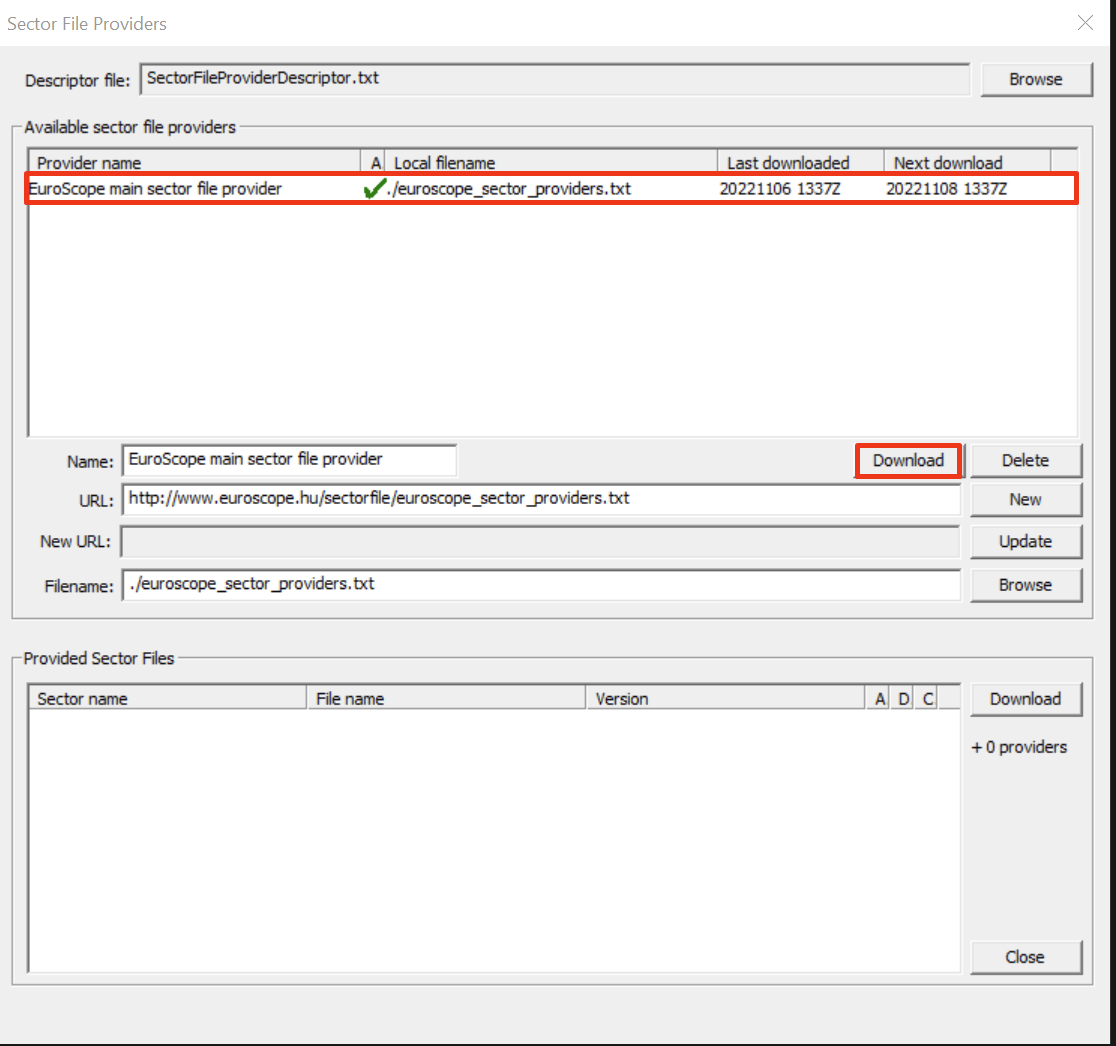 Sector File Providers
Descriptor file: SectorFileProviderDescriptor.txt Browse
Available sector file providers
Provider name A Local filename Last downloaded Next download
EuroScope main sector file provider ./euroscope_sector_providers.txt 20221106 1337Z 20221108 1337Z
Name: EuroScope main sector file provider Download Delete
URL: http://www.euroscope.hu/sectorfile/euroscope_sector_providers.txt New
New URL: Update
Filename: ./euroscope_sector_providers.txt Browse
Provided Sector Files
Sector name File name Version A D C Download
+ 0 providers
Close